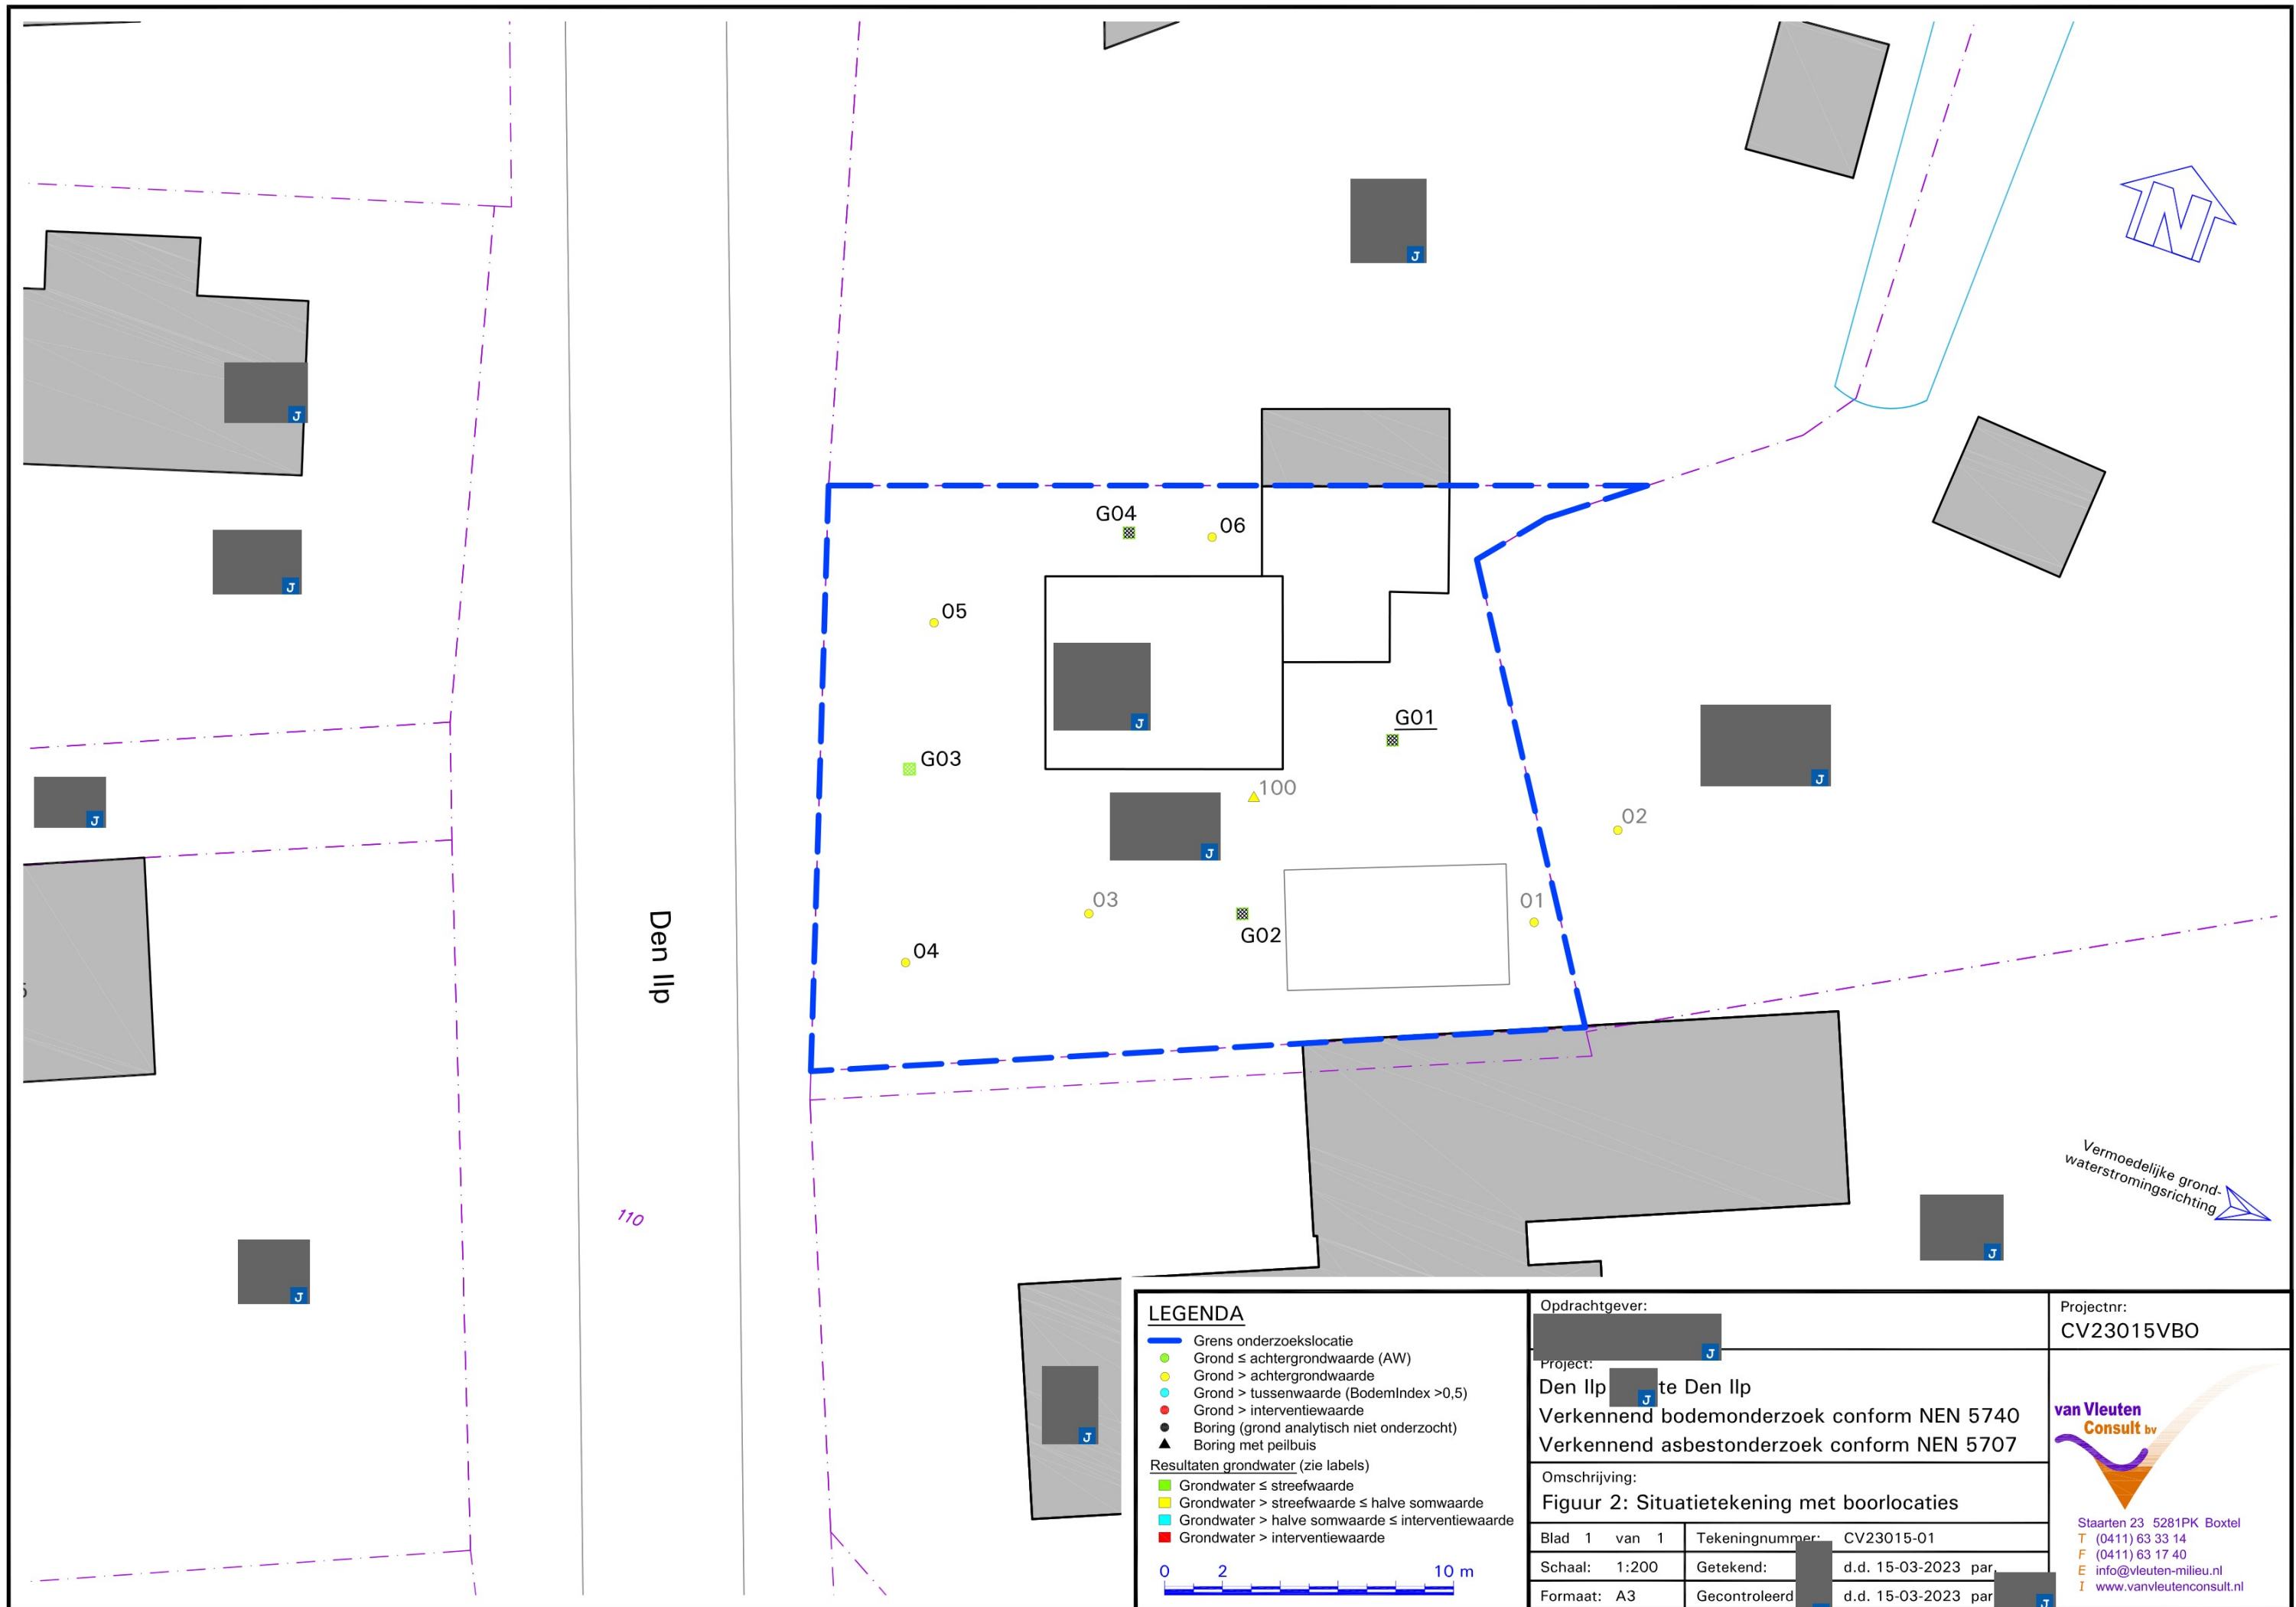 G04
06
05
G01
G03
100
02
03
01
G02
04
Den Ilp
110
Vermoedelijke grond-
waterstromingsrichting
N
J
J
J
J
J
J
J
J
J
J
LEGENDA
Grens onderzoekslocatie
Grond ≤ achtergrondwaarde (AW)
Grond > achtergrondwaarde
Grond > tussenwaarde (BodemIndex >0,5)
Grond > interventiewaarde
Boring (grond analytisch niet onderzocht)
Boring met peilbuis
Resultaten grondwater (zie labels)
Grondwater ≤ streefwaarde
Grondwater > streefwaarde ≤ halve somwaarde
Grondwater > halve somwaarde ≤ interventiewaarde
Grondwater > interventiewaarde
0 2 10 m
Opdrachtgever:
J
Project:
Den Ilp J te Den Ilp
Verkennend bodemonderzoek conform NEN 5740
Verkennend asbestonderzoek conform NEN 5707
Omschrijving:
Figuur 2: Situatietekening met boorlocaties
Blad 1 van 1 Tekeningnummer: CV23015-01
Schaal: 1:200 Getekend: d.d. 15-03-2023 par.
Formaat: A3 Gecontroleerd d.d. 15-03-2023 par J
Projectnr:
CV23015VBO
van Vleuten
Consult bv
Staarten 23 5281PK Boxtel
T (0411) 63 33 14
F (0411) 63 17 40
E info@vleuten-milieu.nl
I www.vanvleutenconsult.nl